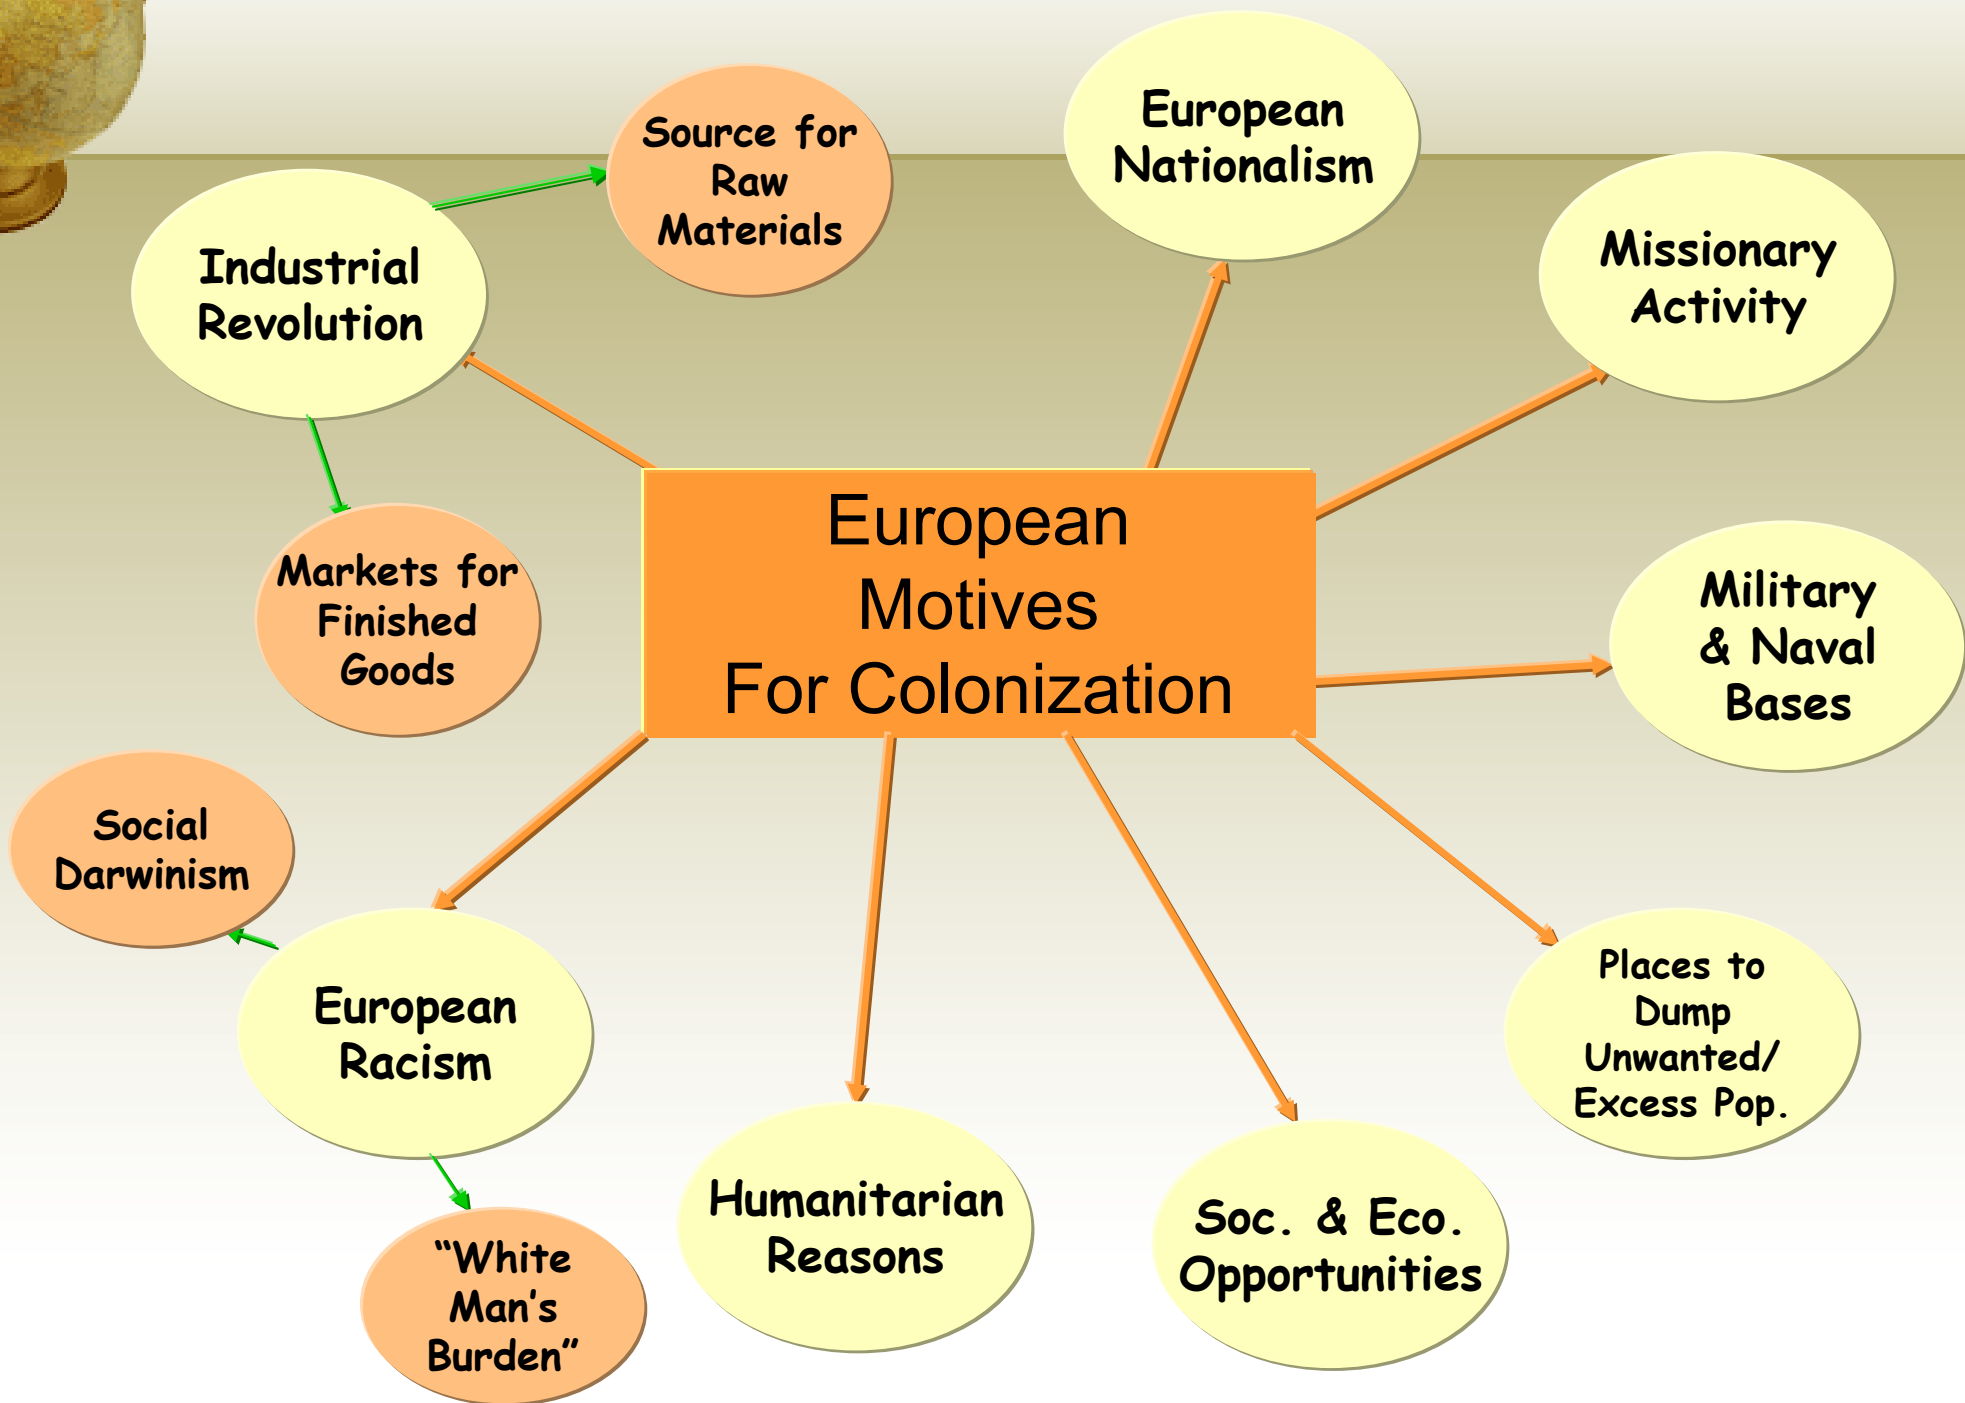 European
Nationalism
Source for
Raw
Materials
Missionary
Activity
Industrial
Revolution
European
Motives
For Colonization
Markets for
Finished
Goods
Military
& Naval
Bases
Social
Darwinism
European
Racism
Places to
Dump
Unwanted/
Excess Pop.
Humanitarian
Reasons
Soc. & Eco.
Opportunities
“White
Man’s
Burden”